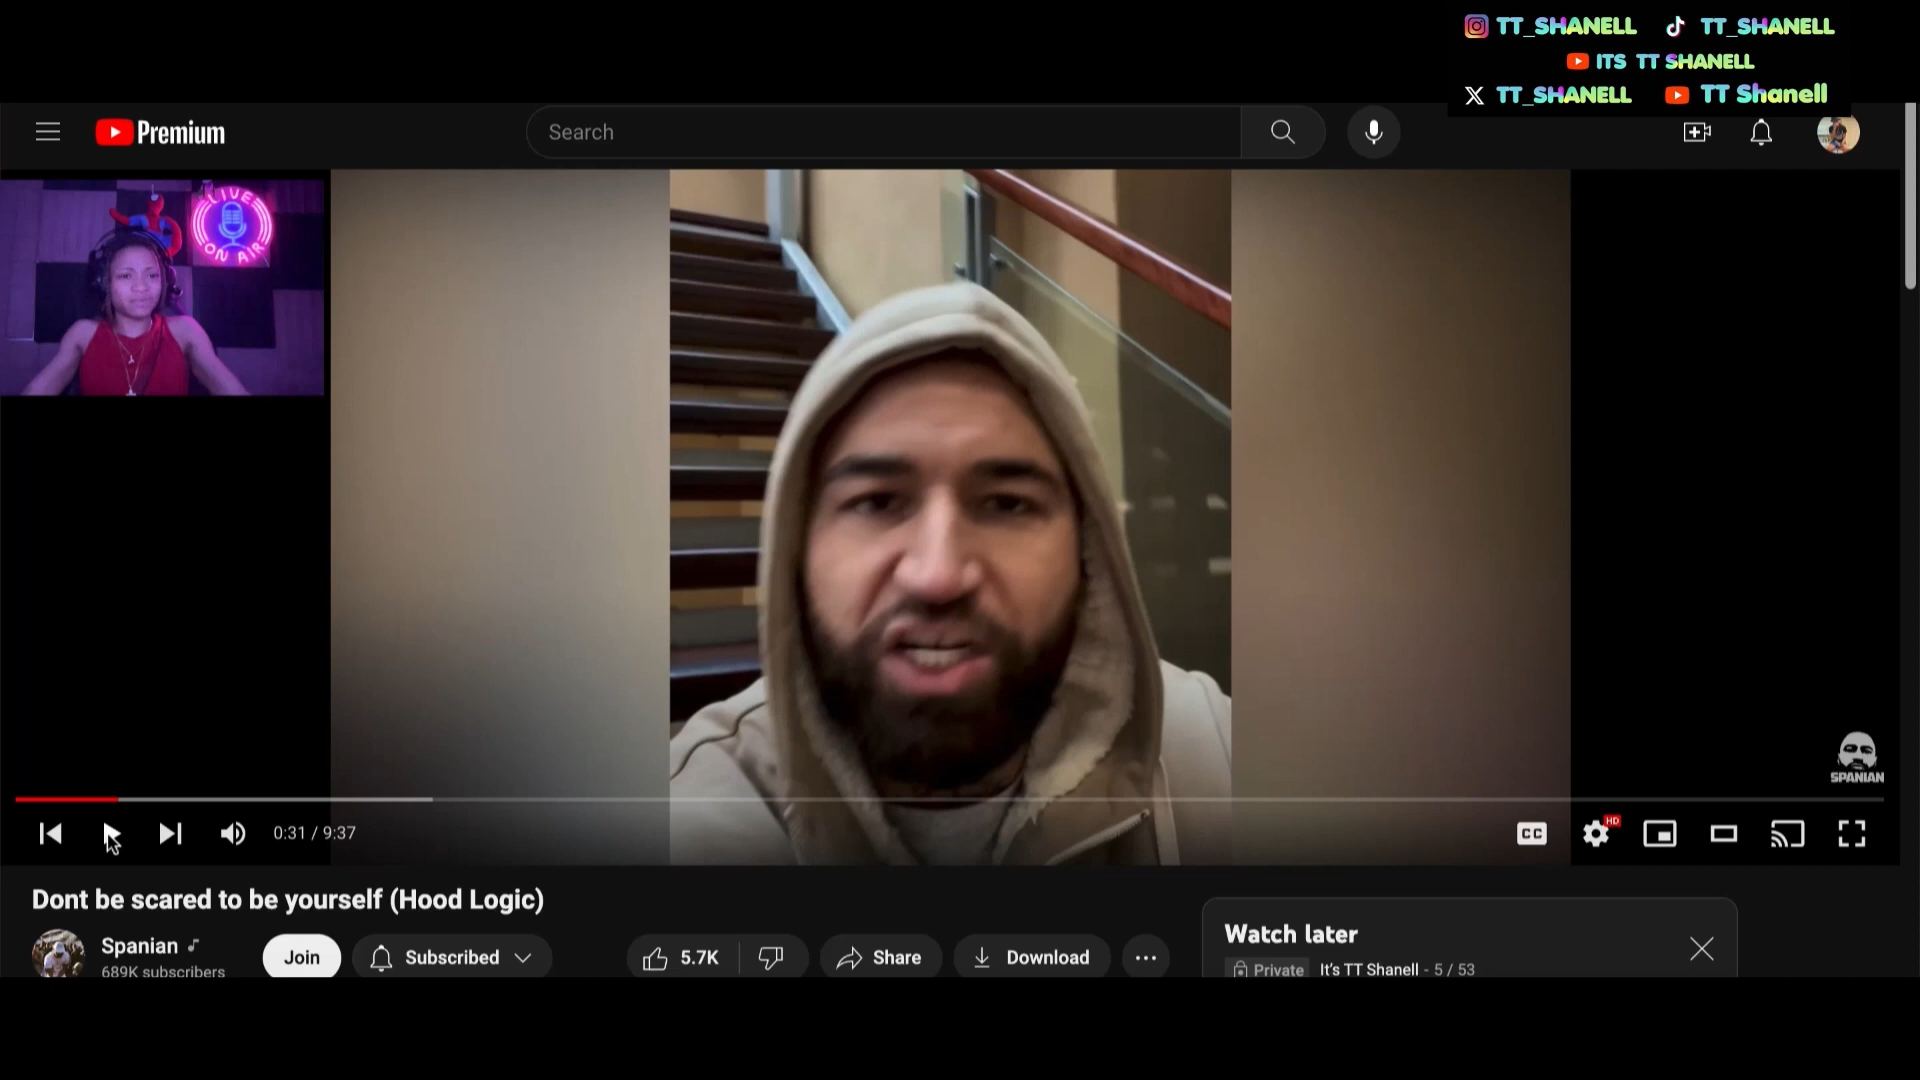 TT_SHANELL TT_SHANELL
ITS TT SHANELL
TT_SHANELL TT Shanell
Premium
Search
LIVE
ON AIR
SPANIAN
0:31 / 9:37
CC
HD
Dont be scared to be yourself (Hood Logic)
Spanian
689K subscribers
Join
Subscribed
5.7K
Share
Download
Watch later
Private It's TT Shanell - 5 / 53